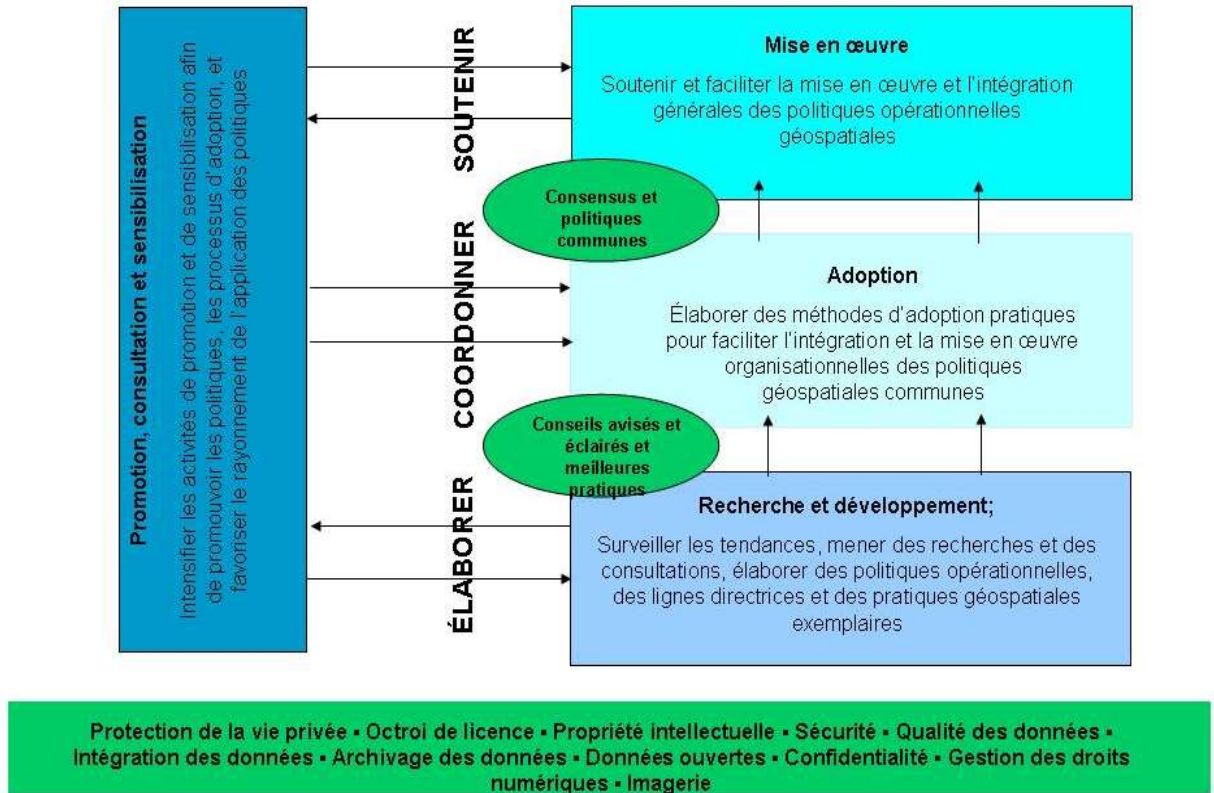 Promotion, consultation et sensibilisation
Intensifier les activités de promotion et de sensibilisation afin
de promouvoir les politiques, les processus d'adoption, et
favoriser le rayonnement de l'application des politiques
SOUTENIR
COORDONNER
ÉLABORER
Mise en œuvre
Soutenir et faciliter la mise en œuvre et l'intégration
générales des politiques opérationnelles
géospatiales
Consensus et
politiques
communes
Adoption
Élaborer des méthodes d'adoption pratiques
pour faciliter l'intégration et la mise en œuvre
organisationnelles des politiques
géospatiales communes
Conseils avisés et
éclairés et
meilleures
pratiques
Recherche et développement;
Surveiller les tendances, mener des recherches et des
consultations, élaborer des politiques opérationnelles,
des lignes directrices et des pratiques géospatiales
exemplaires
Protection de la vie privée ▪ Octroi de licence ▪ Propriété intellectuelle ▪ Sécurité ▪ Qualité des données ▪
Intégration des données ▪ Archivage des données ▪ Données ouvertes ▪ Confidentialité ▪ Gestion des droits
numériques ▪ Imagerie